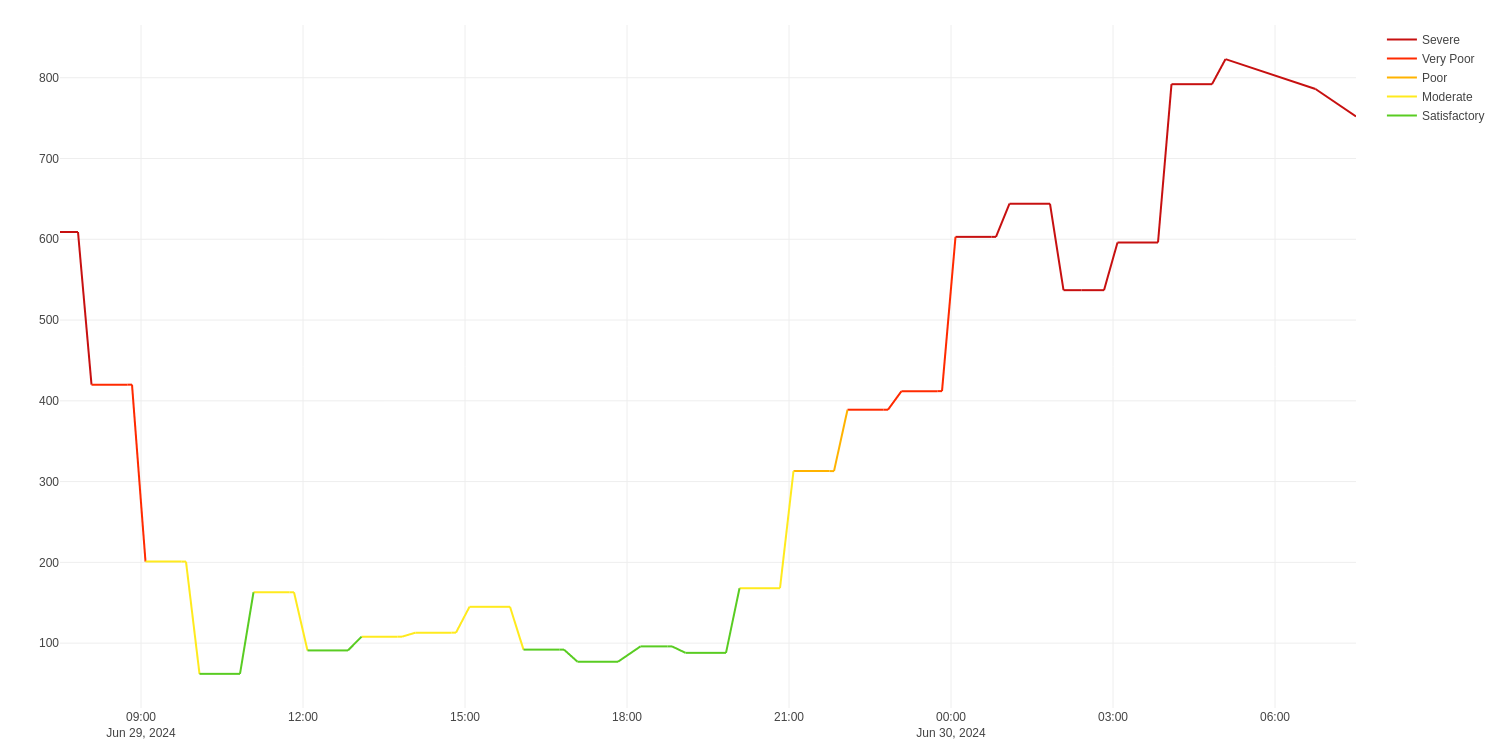 800
700
600
500
400
300
200
100
09:00
Jun 29, 2024
12:00
15:00
18:00
21:00
00:00
Jun 30, 2024
03:00
06:00
Severe
Very Poor
Poor
Moderate
Satisfactory